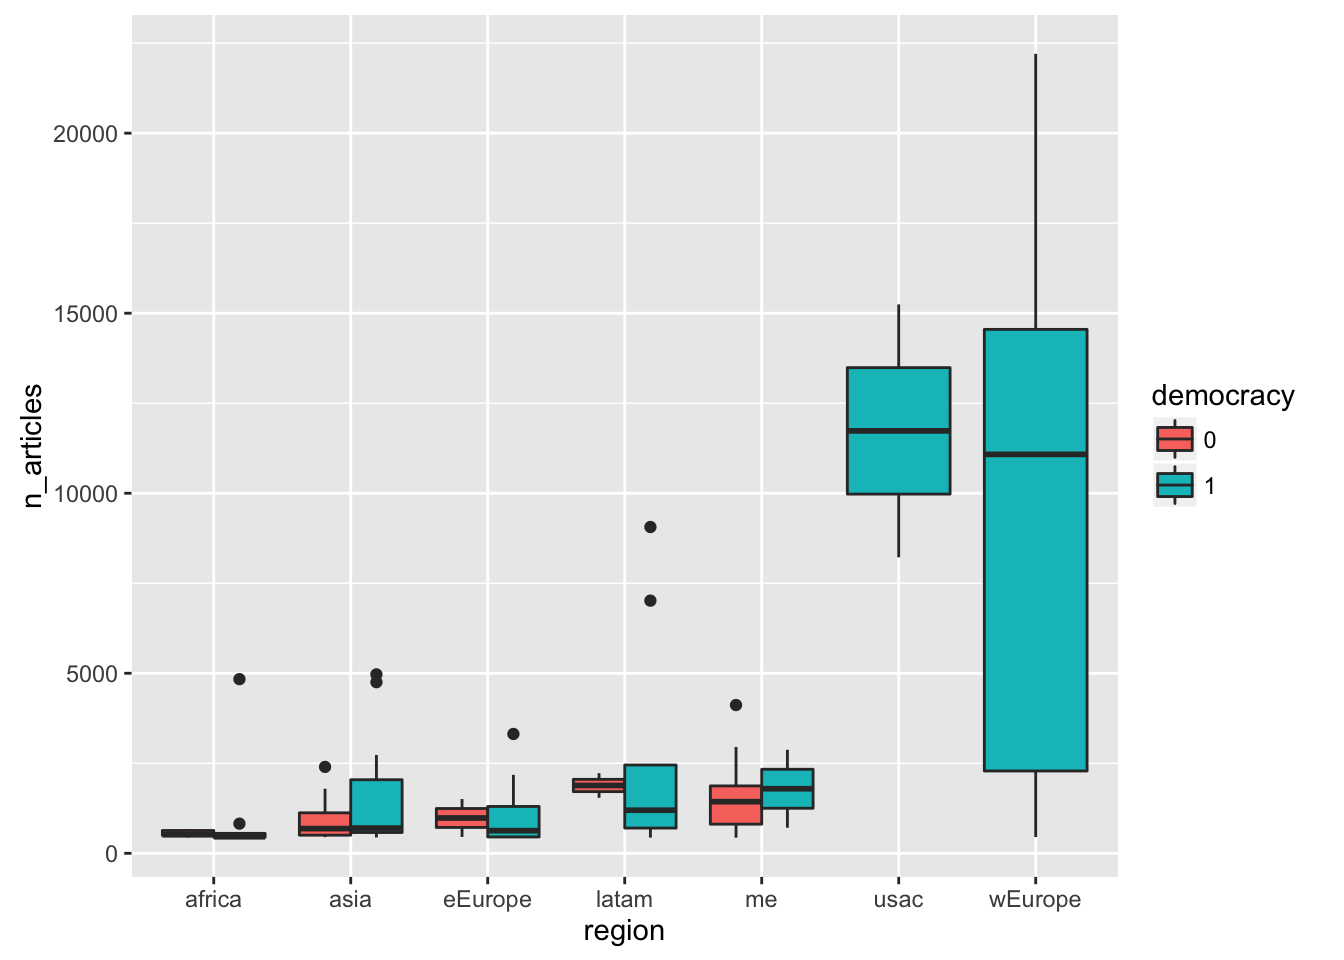 n_articles
20000
15000
10000
5000
0
africa asia eEurope latam me usac wEurope
region
democracy
0
1